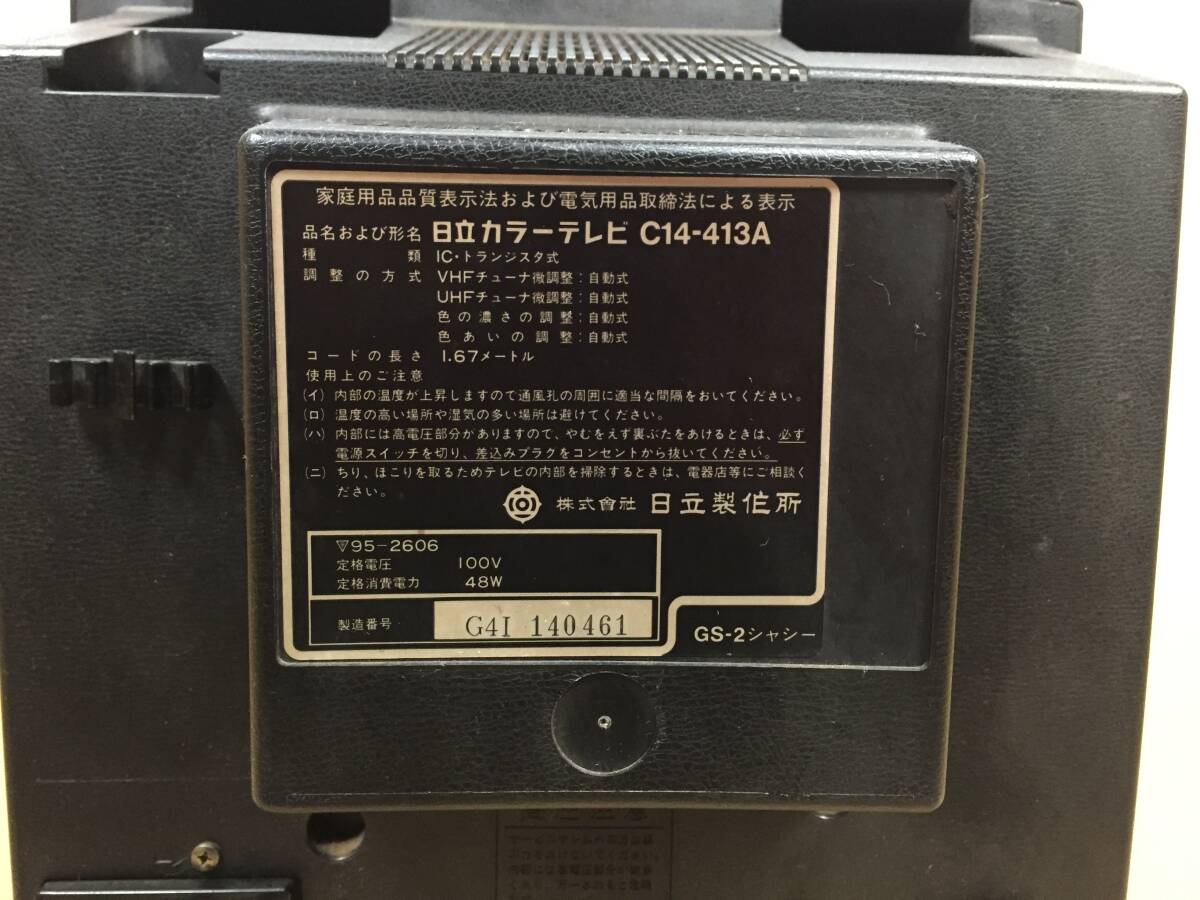 家庭用品品質表示法および電気用品取締法による表示
品名および形名 日立カラーテレビ C14-413A
種類 IC・トランジスタ式
調整の方式 VHFチューナ微調整：自動式
UHFチューナ微調整：自動式
色の濃さの調整：自動式
色あいの調整：自動式
コードの長さ 1.67メートル
使用上のご注意
(イ) 内部の温度が上昇しますので通風孔の周囲に適当な間隔をおいてください。
(ロ) 温度の高い場所や湿気の多い場所は避けてください。
(ハ) 内部には高電圧部分がありますので、やむをえず裏ぶたをあけるときは、必ず
電源スイッチを切り、差込みプラグをコンセントから抜いてください。
(ニ) ちり、ほこりを取るためテレビの内部を掃除するときは、電器店等にご相談く
ださい。
株式會社 日立製作所
▽95-2606
定格電圧 100V
定格消費電力 48W
製造番号 G4I 140461
GS-2シャシー